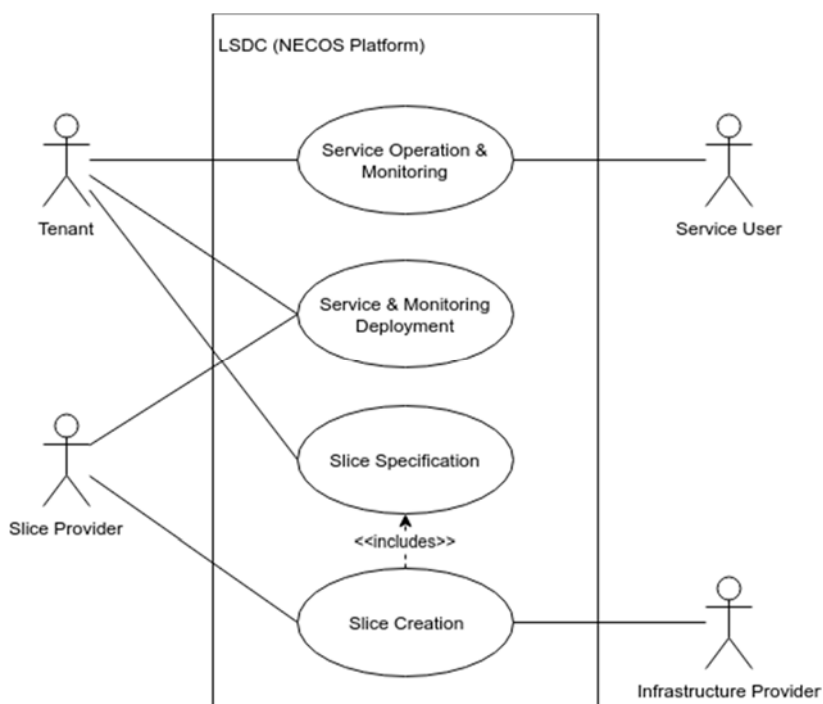 LSDC (NECOS Platform)
Service Operation &
Monitoring
Tenant
Service User
Service & Monitoring
Deployment
Slice Specification
Slice Provider
<<includes>>
Slice Creation
Infrastructure Provider